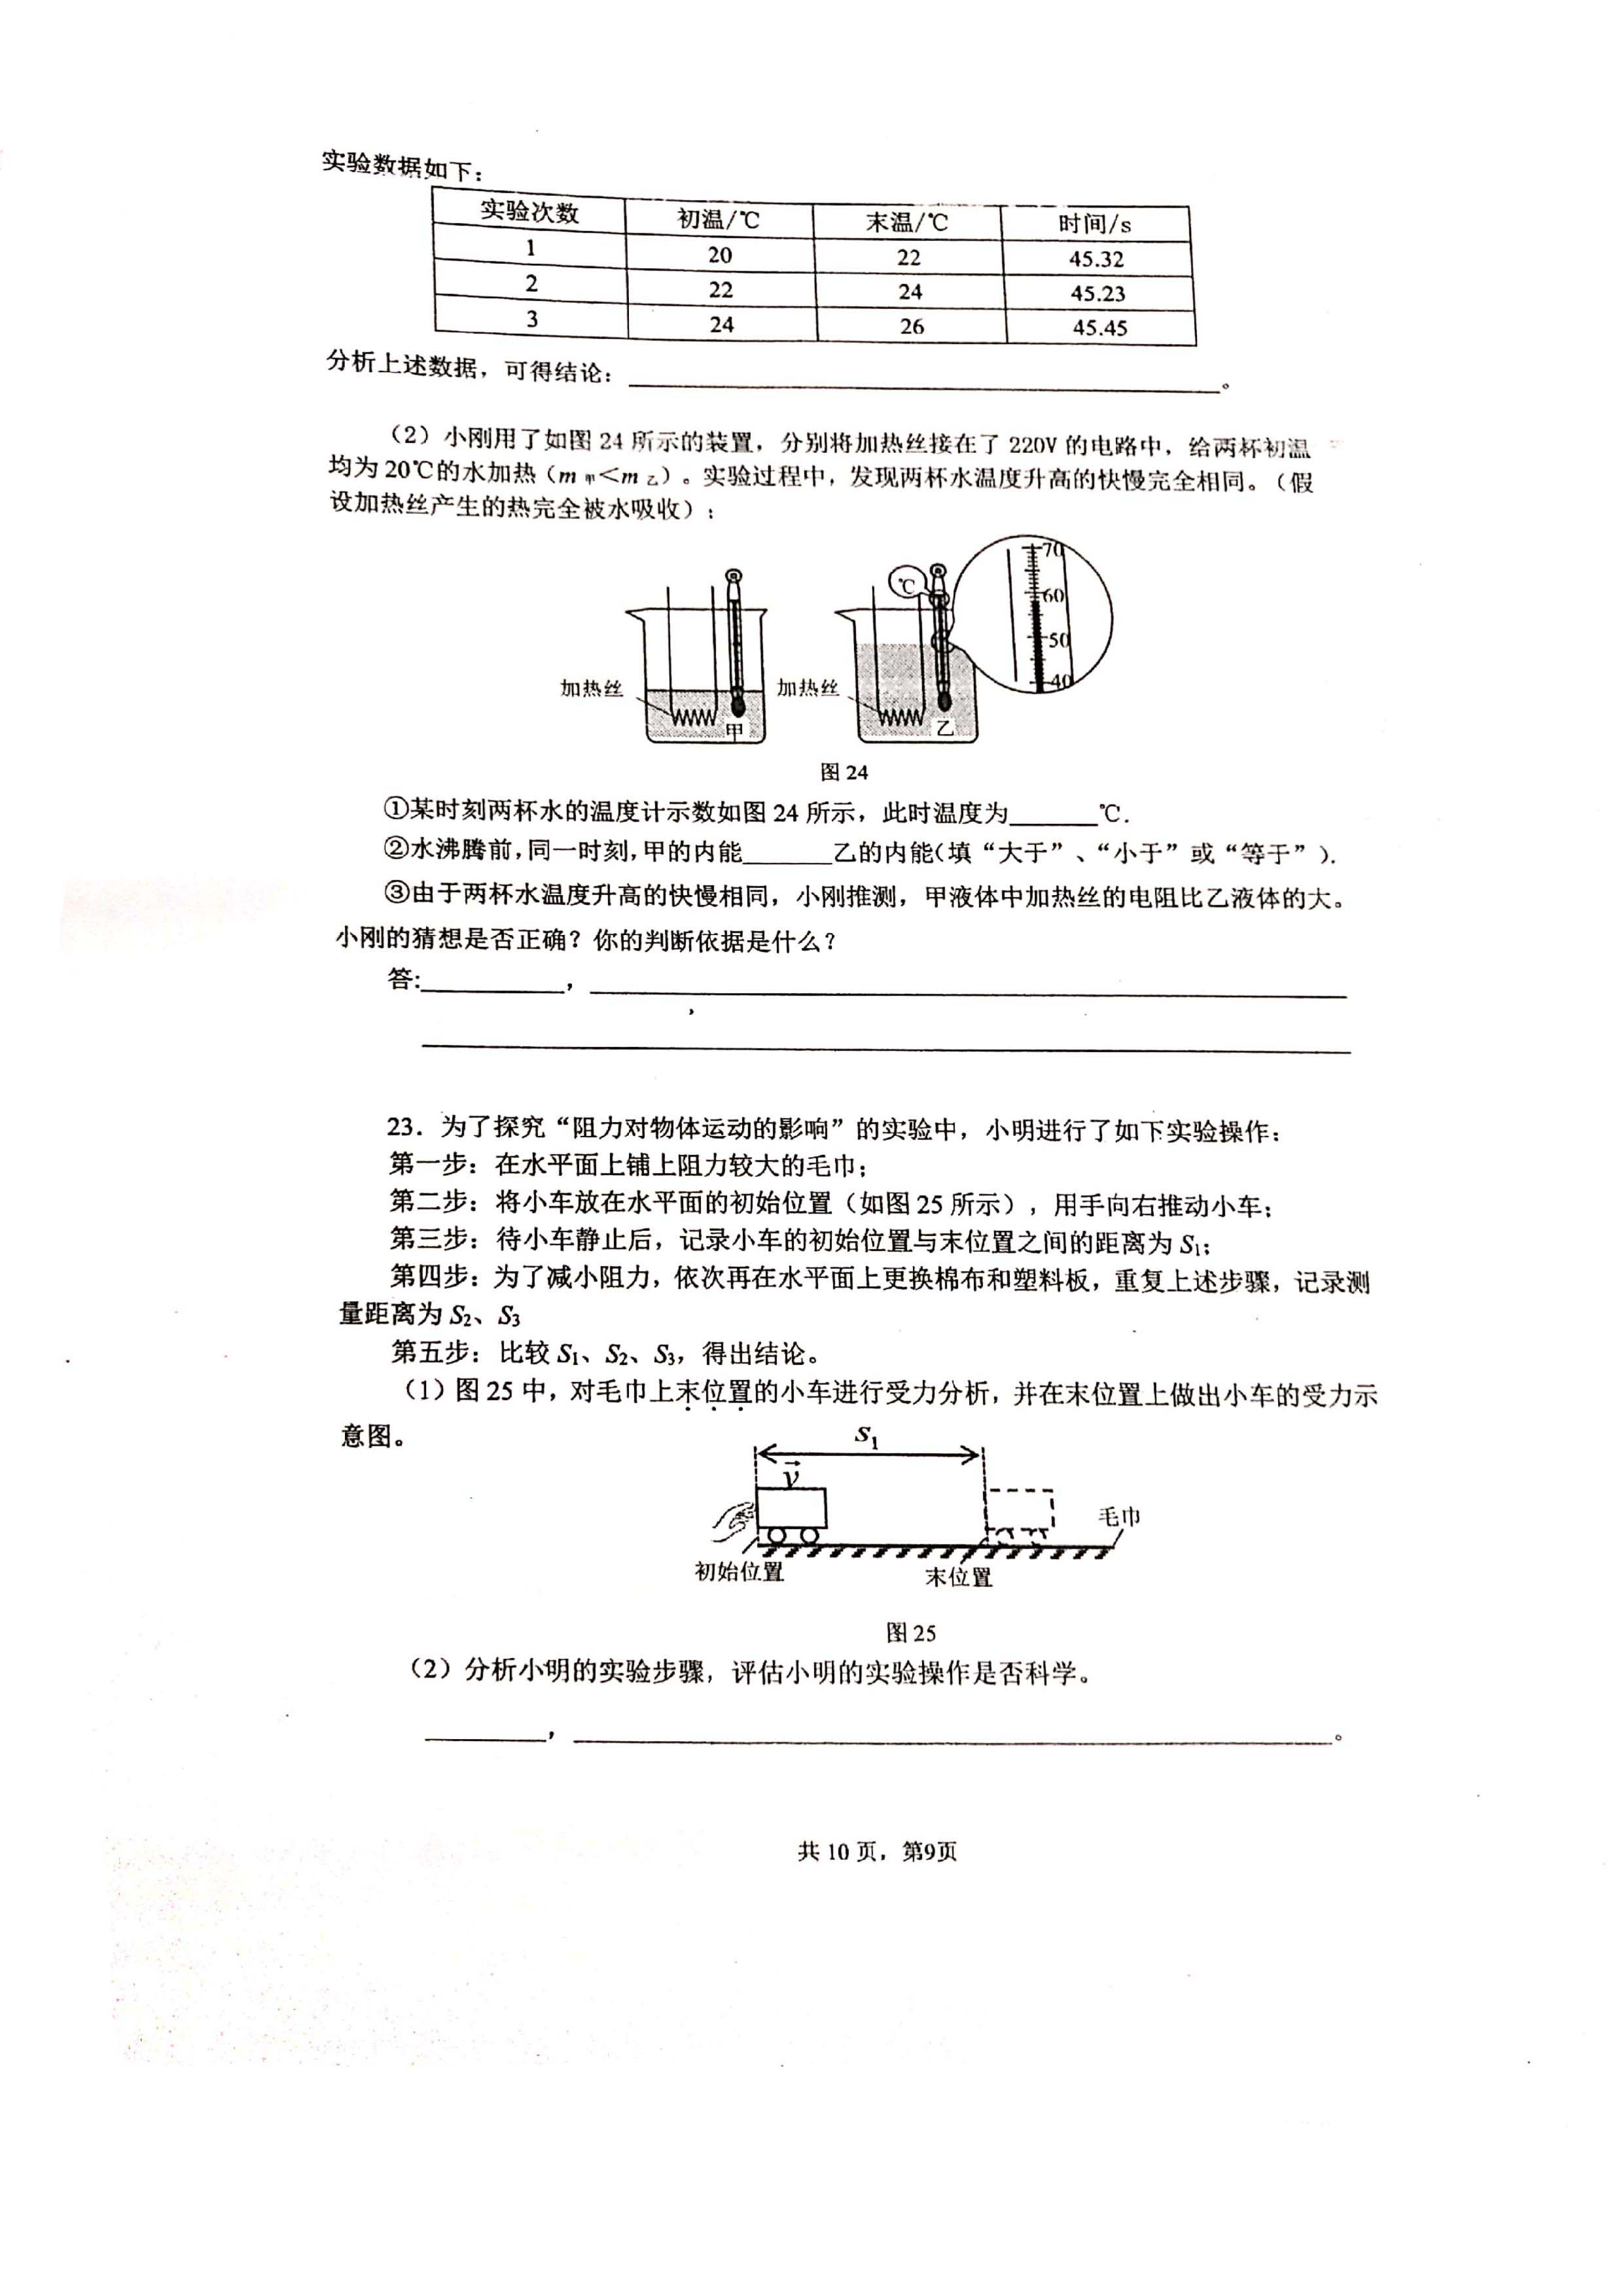 实验数据如下：
实验次数 初温/℃ 末温/℃ 时间/s
1 20 22 45.32
2 22 24 45.23
3 24 26 45.45
分析上述数据，可得结论：________。
（2）小刚用了如图 24 所示的装置，分别将加热丝接在了 220V 的电路中，给两杯初温
均为 20℃的水加热（m甲＜m乙）。实验过程中，发现两杯水温度升高的快慢完全相同。（假
设加热丝产生的热完全被水吸收）：
70
℃
60
50
40
加热丝 加热丝
甲 乙
图 24
①某时刻两杯水的温度计示数如图 24 所示，此时温度为______℃.
②水沸腾前，同一时刻，甲的内能______乙的内能（填“大于”、“小于”或“等于”）.
③由于两杯水温度升高的快慢相同，小刚推测，甲液体中加热丝的电阻比乙液体的大。
小刚的猜想是否正确？你的判断依据是什么？
答：________，________
23．为了探究“阻力对物体运动的影响”的实验中，小明进行了如下实验操作：
第一步：在水平面上铺上阻力较大的毛巾；
第二步：将小车放在水平面的初始位置（如图 25 所示），用手向右推动小车；
第三步：待小车静止后，记录小车的初始位置与末位置之间的距离为 S1；
第四步：为了减小阻力，依次再在水平面上更换棉布和塑料板，重复上述步骤，记录测
量距离为 S2、S3
第五步：比较 S1、S2、S3，得出结论。
（1）图 25 中，对毛巾上末位置的小车进行受力分析，并在末位置上做出小车的受力示
意图。
S1
v
毛巾
初始位置 末位置
图 25
（2）分析小明的实验步骤，评估小明的实验操作是否科学。
________，________。
共 10 页，第9页